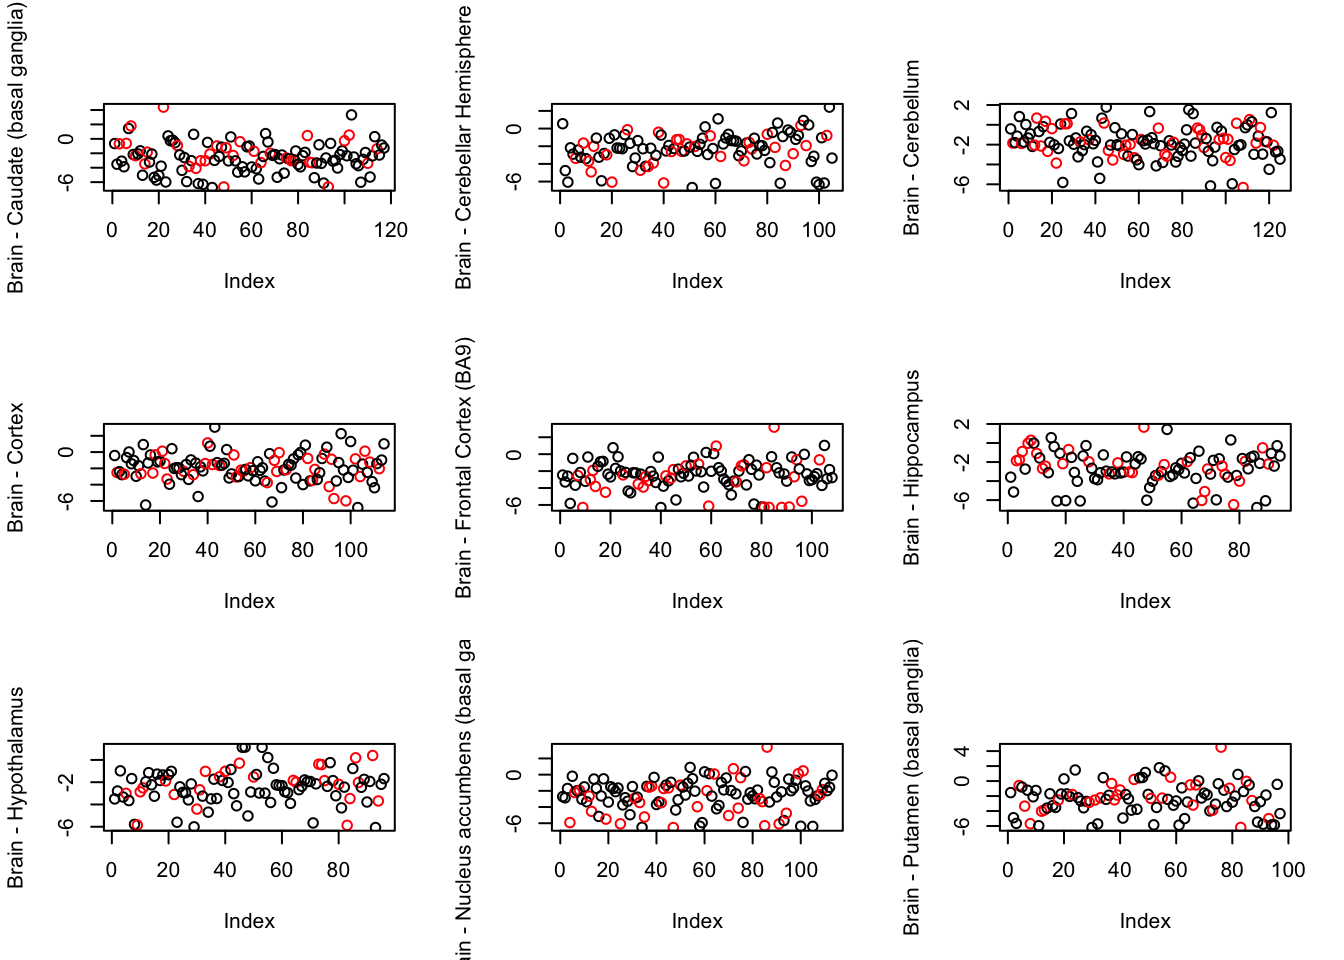 Brain - Caudate (basal ganglia)
0
-6
0 20 40 60 80 120
Index
Brain - Cerebellar Hemisphere
0
-6
0 20 40 60 80 100
Index
Brain - Cerebellum
2
-2
-6
0 20 40 60 80 120
Index
Brain - Cortex
0
-6
0 20 40 60 80 100
Index
Brain - Frontal Cortex (BA9)
0
-6
0 20 40 60 80 100
Index
Brain - Hippocampus
2
-2
-6
0 20 40 60 80
Index
Brain - Hypothalamus
-2
-6
0 20 40 60 80
Index
ain - Nucleus accumbens (basal ga
0
-6
0 20 40 60 80 100
Index
Brain - Putamen (basal ganglia)
4
0
-6
0 20 40 60 80 100
Index